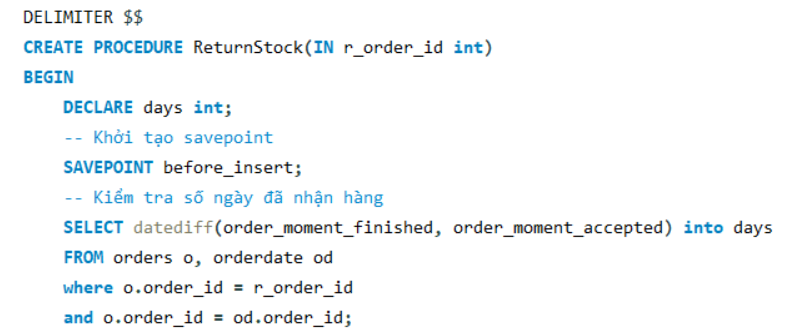 DELIMITER $$
CREATE PROCEDURE ReturnStock(IN r_order_id int)
BEGIN
DECLARE days int;
-- Khởi tạo savepoint
SAVEPOINT before_insert;
-- Kiểm tra số ngày đã nhận hàng
SELECT datediff(order_moment_finished, order_moment_accepted) into days
FROM orders o, orderdate od
where o.order_id = r_order_id
and o.order_id = od.order_id;